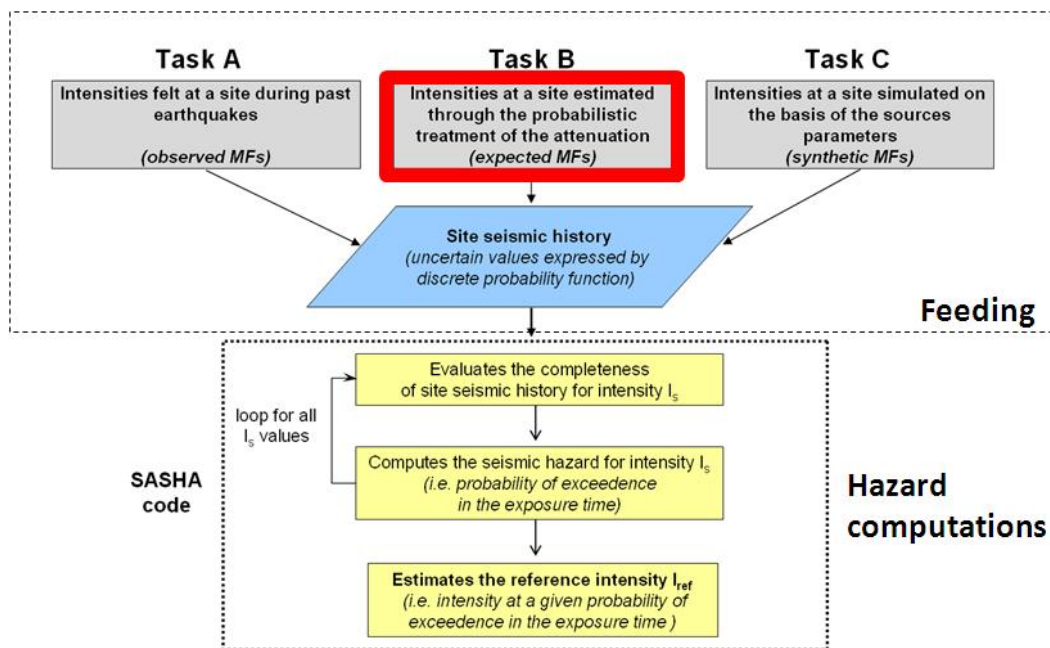 Task A
Task B
Task C
Intensities felt at a site during past
earthquakes
(observed MFs)
Intensities at a site estimated
through the probabilistic
treatment of the attenuation
(expected MFs)
Intensities at a site simulated on
the basis of the sources
parameters
(synthetic MFs)
Site seismic history
(uncertain values expressed by
discrete probability function)
Feeding
Evaluates the completeness
of site seismic history for intensity Is
loop for all
Is values
Computes the seismic hazard for intensity Is
(i.e. probability of exceedence
in the exposure time)
SASHA
code
Hazard
computations
Estimates the reference intensity Iref
(i.e. intensity at a given probability of
exceedence in the exposure time )